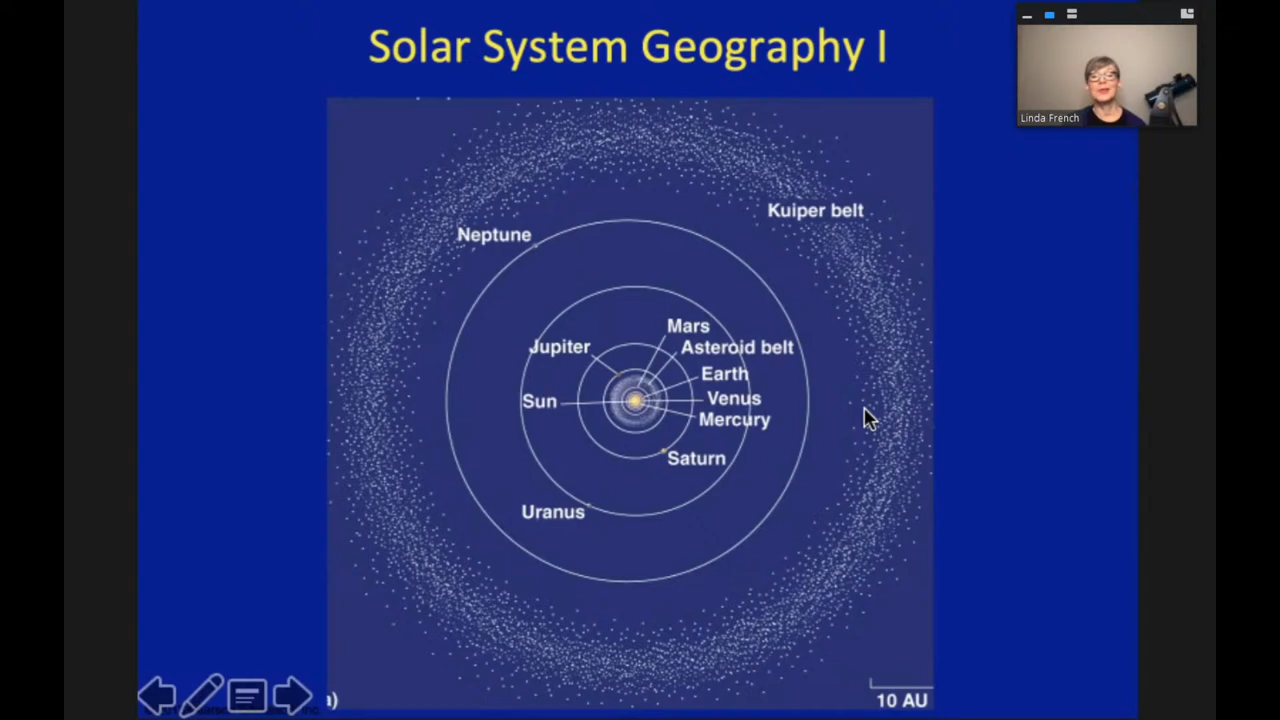 Solar System Geography I
Linda French
Kuiper belt
Neptune
Mars
Jupiter
Asteroid belt
Earth
Venus
Sun
Mercury
Saturn
Uranus
a)
10 AU